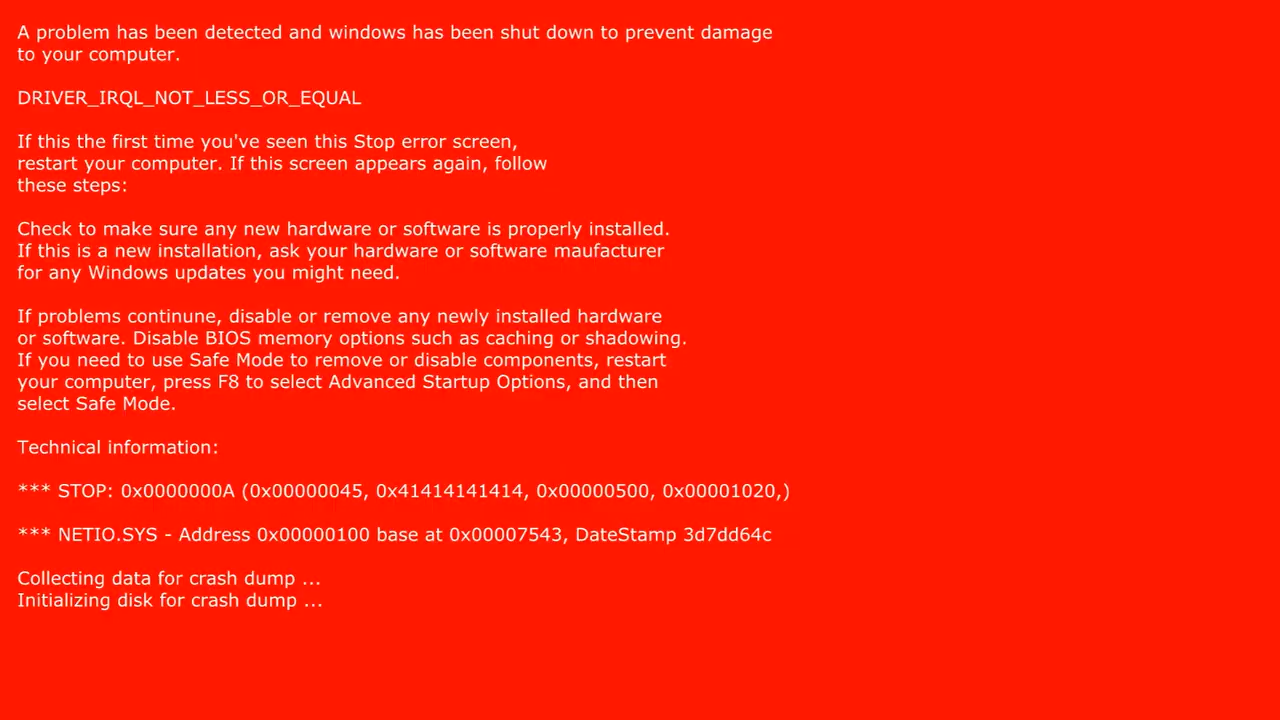 A problem has been detected and windows has been shut down to prevent damage
to your computer.
DRIVER_IRQL_NOT_LESS_OR_EQUAL
If this the first time you've seen this Stop error screen,
restart your computer. If this screen appears again, follow
these steps:
Check to make sure any new hardware or software is properly installed.
If this is a new installation, ask your hardware or software maufacturer
for any Windows updates you might need.
If problems continune, disable or remove any newly installed hardware
or software. Disable BIOS memory options such as caching or shadowing.
If you need to use Safe Mode to remove or disable components, restart
your computer, press F8 to select Advanced Startup Options, and then
select Safe Mode.
Technical information:
*** STOP: 0x0000000A (0x00000045, 0x41414141414, 0x00000500, 0x00001020,)
*** NETIO.SYS - Address 0x00000100 base at 0x00007543, DateStamp 3d7dd64c
Collecting data for crash dump ...
Initializing disk for crash dump ...